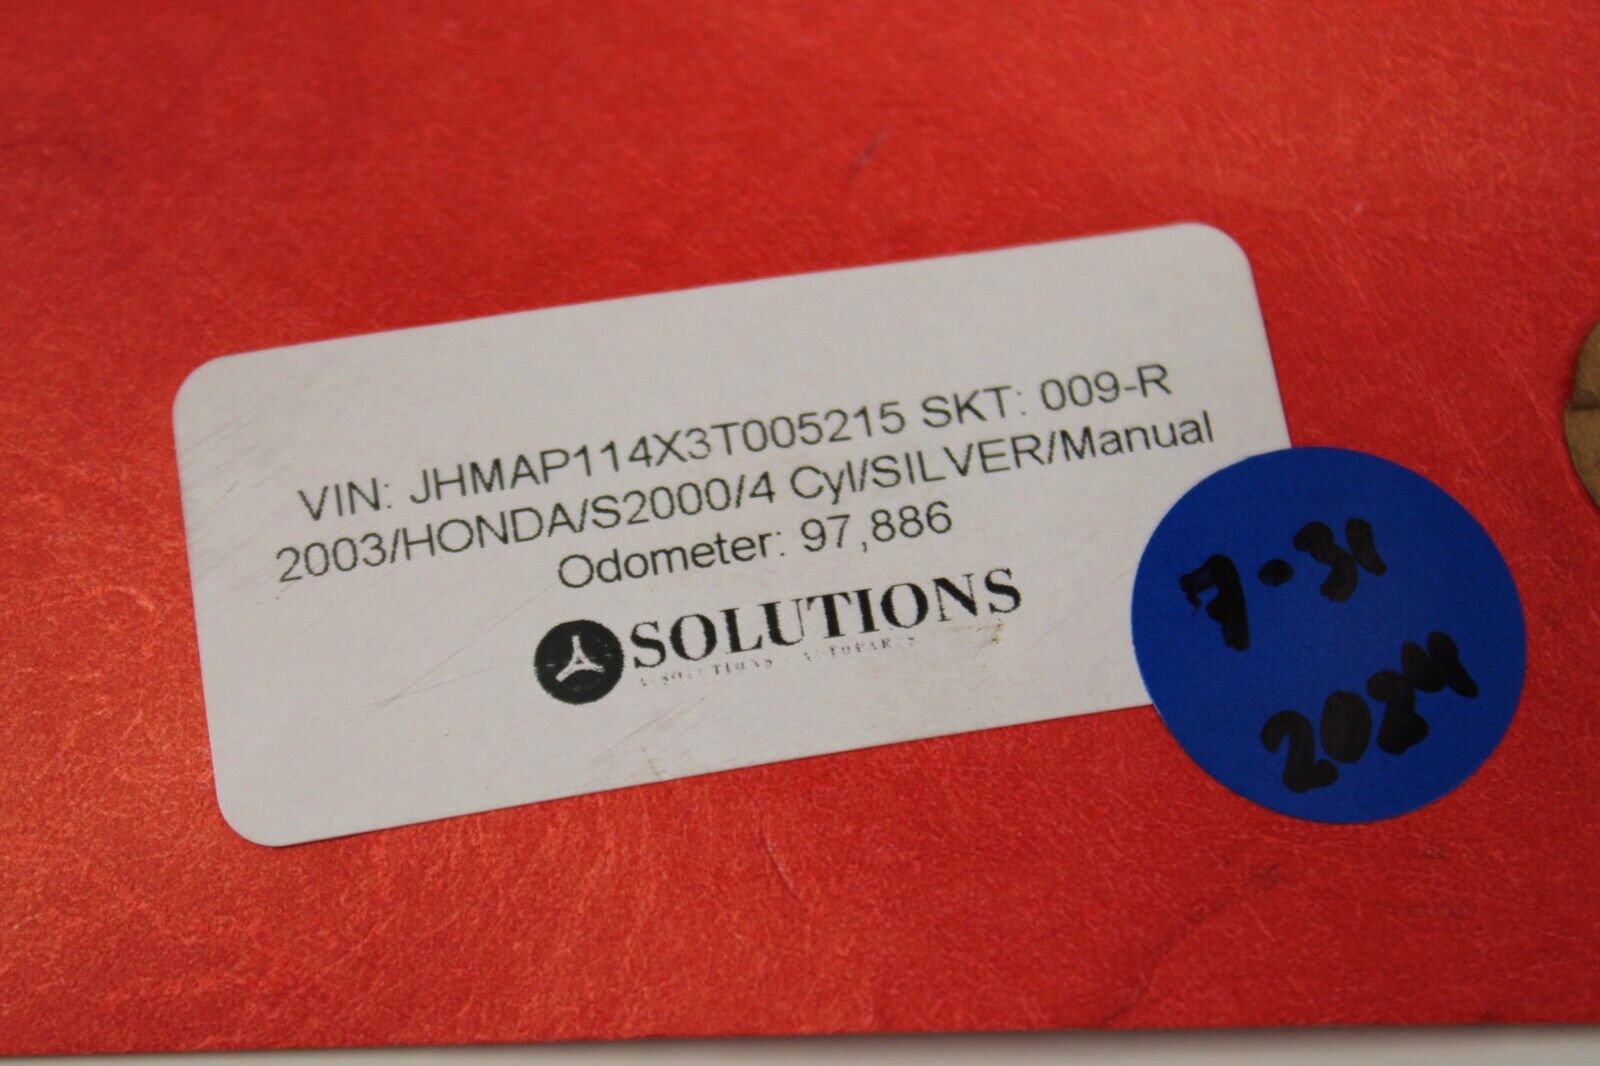 VIN: JHMAP114X3T005215 SKT: 009-R
2003/HONDA/S2000/4 Cyl/SILVER/Manual
Odometer: 97,886
SOLUTIONS
7-31
2024